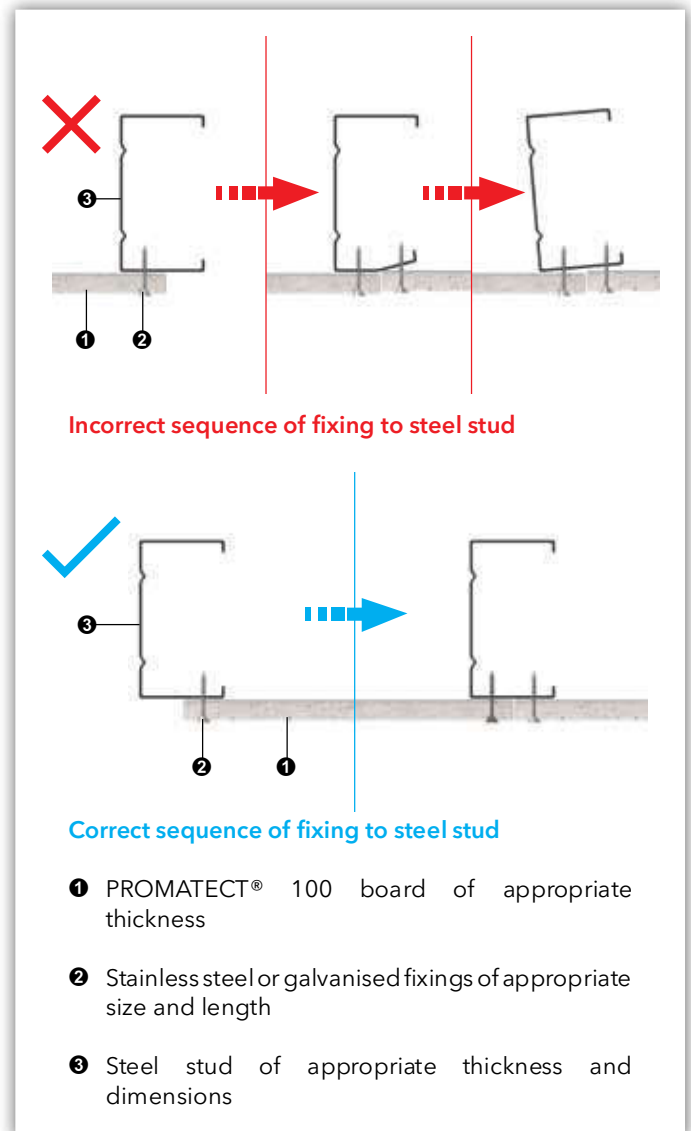 ❸
❶ ❷
Incorrect sequence of fixing to steel stud
❸
❷ ❶
Correct sequence of fixing to steel stud
❶ PROMATECT® 100 board of appropriate
thickness
❷ Stainless steel or galvanised fixings of appropriate
size and length
❸ Steel stud of appropriate thickness and
dimensions